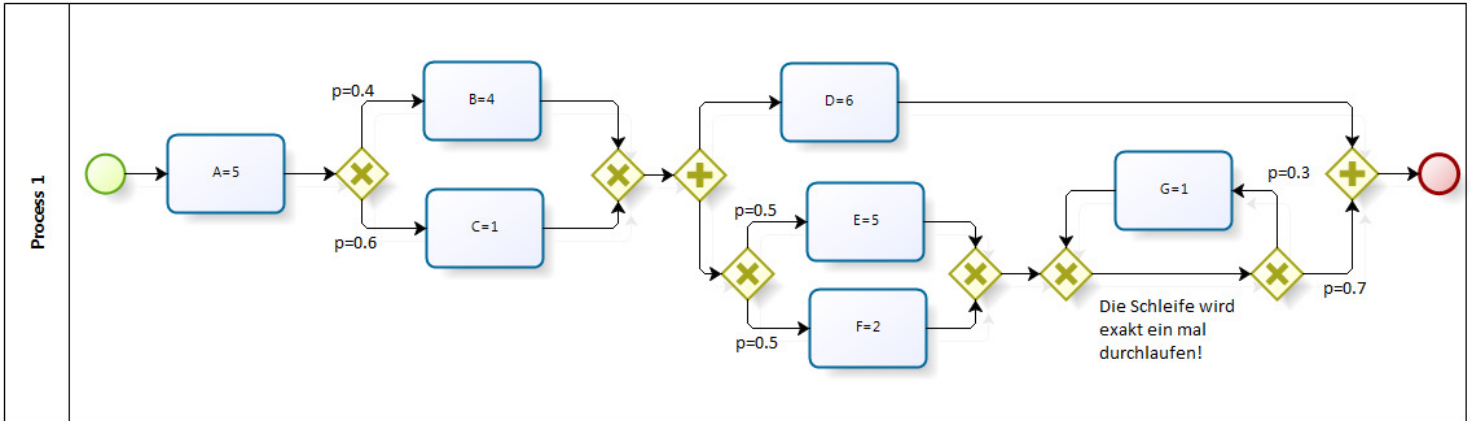 Process 1
A=5
p=0.4
B=4
p=0.6
C=1
D=6
p=0.5
E=5
p=0.5
F=2
G=1
p=0.3
p=0.7
Die Schleife wird
exakt ein mal
durchlaufen!